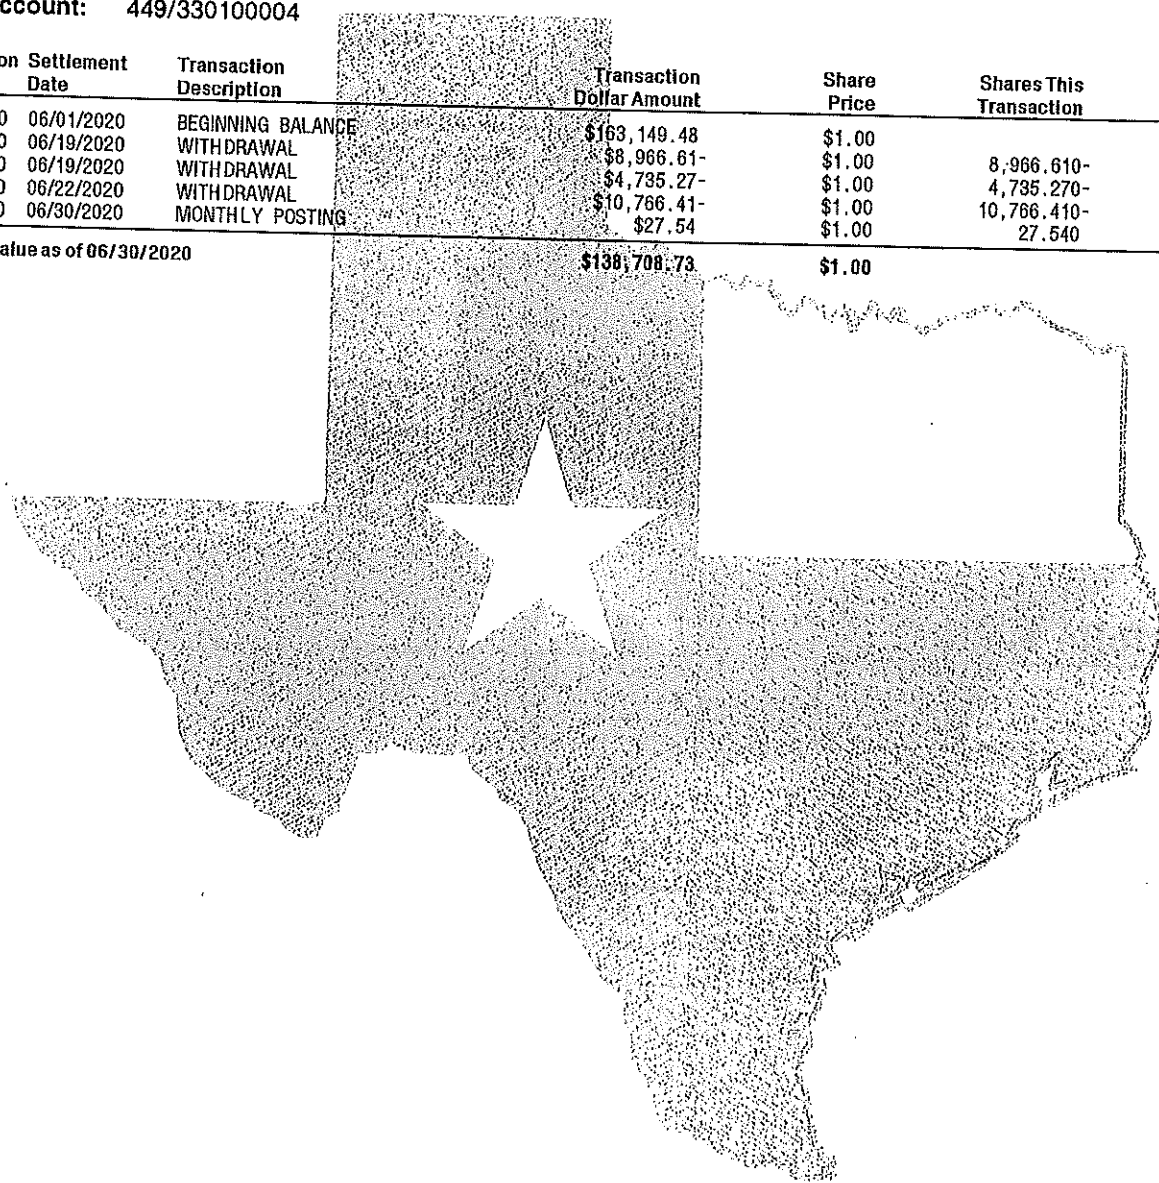 ccount: 449/330100004
on Settlement Transaction Transaction Share Shares This
Date Description Dollar Amount Price Transaction
0 06/01/2020 BEGINNING BALANCE $163,149.48 $1.00
0 06/19/2020 WITHDRAWAL $8,966.61- $1.00 8,966.610-
0 06/19/2020 WITHDRAWAL $4,735.27- $1.00 4,735.270-
0 06/22/2020 WITHDRAWAL $10,766.41- $1.00 10,766.410-
0 06/30/2020 MONTHLY POSTING $27.54 $1.00 27.540
alue as of 06/30/2020 $138,708.73 $1.00